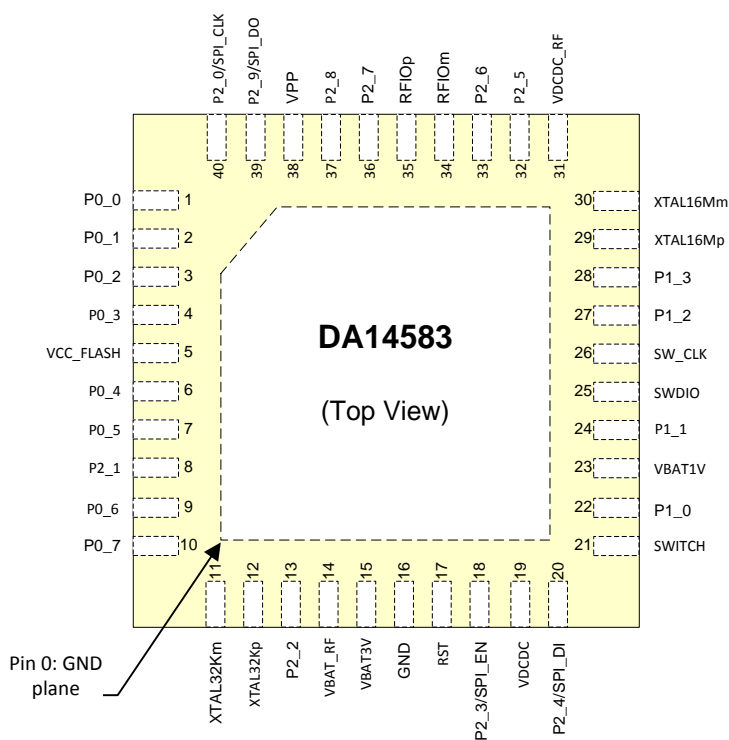 P2_0/SPI_CLK
P2_9/SPI_DO
VPP
P2_8
P2_7
RFIOp
RFIOm
P2_6
P2_5
VDCDC_RF
40
39
38
37
36
35
34
33
32
31
P0_0 1
P0_1 2
P0_2 3
P0_3 4
VCC_FLASH 5
P0_4 6
P0_5 7
P2_1 8
P0_6 9
P0_7 10
DA14583
(Top View)
30 XTAL16Mm
29 XTAL16Mp
28 P1_3
27 P1_2
26 SW_CLK
25 SWDIO
24 P1_1
23 VBAT1V
22 P1_0
21 SWITCH
11
12
13
14
15
16
17
18
19
20
XTAL32Km
XTAL32Kp
P2_2
VBAT_RF
VBAT3V
GND
RST
P2_3/SPI_EN
VDCDC
P2_4/SPI_DI
Pin 0: GND
plane